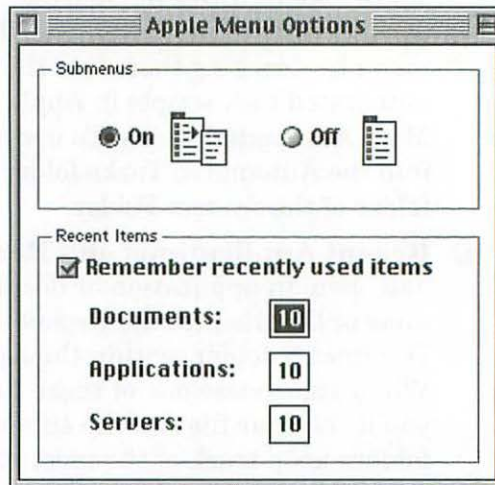 Apple Menu Options
Submenus
On Off
Recent Items
Remember recently used items
Documents: 10
Applications: 10
Servers: 10